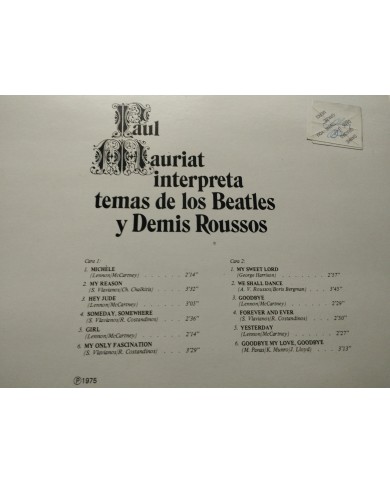 Paul
Mauriat
interpreta
temas de los Beatles
y Demis Roussos
Cara 1:
1. MICHÈLE
(Lennon/McCartney) 2'14"
2. MY REASON
(S. Vlavianos/Ch. Chalkitis) 3'52"
3. HEY JUDE
(Lennon/McCartney) 3'03"
4. SOMEDAY, SOMEWHERE
(S. Vlavianos/R. Costandinos) 2'56"
5. GIRL
(Lennon/McCartney) 2'14"
6. MY ONLY FASCINATION
(S. Vlavianos/R. Costandinos) 3'29"
Cara 2:
1. MY SWEET LORD
(George Harrison) 2'17"
2. WE SHALL DANCE
(A. V. Roussos/Boris Bergman) 3'41"
3. GOODBYE
(Lennon/McCartney) 2'26"
4. FOREVER AND EVER
(S. Vlavianos/R. Costandinos) 2'50"
5. YESTERDAY
(Lennon/McCartney) 2'27"
6. GOODBYE MY LOVE, GOODBYE
(M. Panas/K. Munro/J. Lloyd) 3'13"
Ⓟ 1975